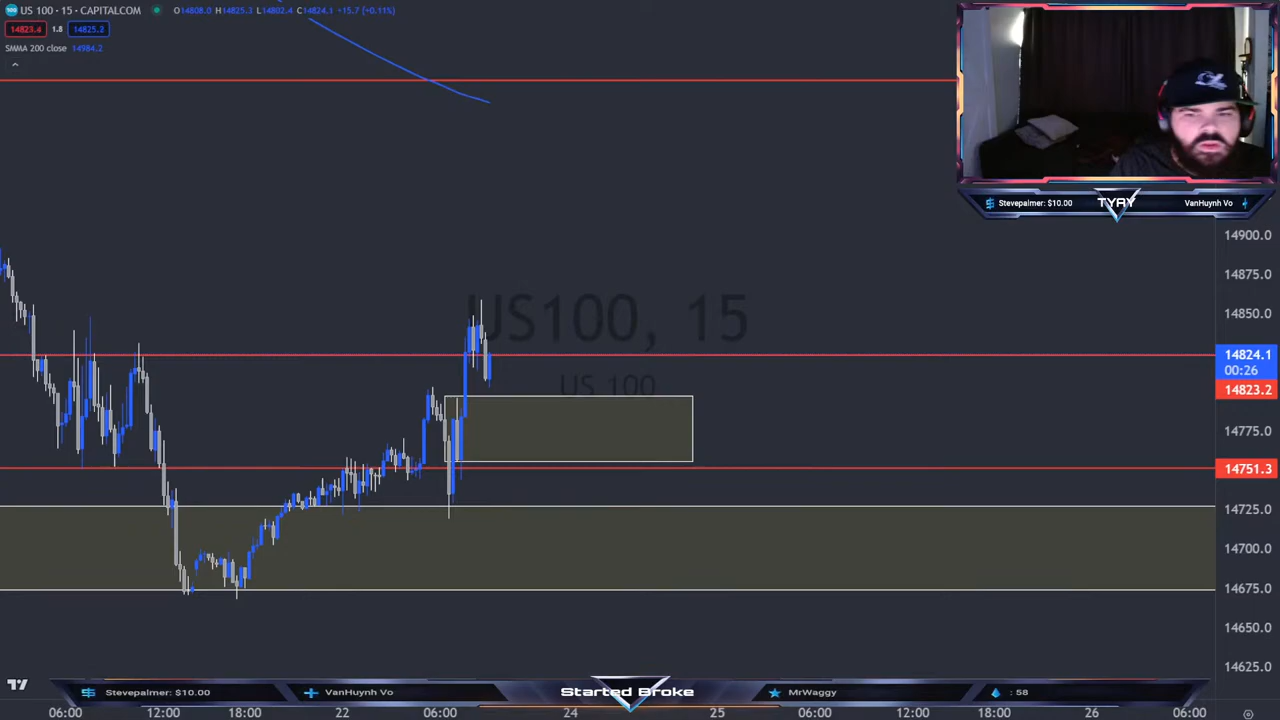 100 US 100 · 15 · CAPITALCOM O14808.0 H14825.3 L14802.4 C14824.1 +15.7 (+0.11%)
14823.4 1.8 14825.2
SMMA 200 close 14984.2
Stevepalmer: $10.00 TYAY VanHuynh Vo
14900.0
14875.0
14850.0
US100, 15
US 100
14824.1
00:26
14823.2
14775.0
14751.3
14725.0
14700.0
14675.0
14650.0
14625.0
Stevepalmer: $10.00 VanHuynh Vo Started Broke MrWaggy : 58
06:00 12:00 18:00 22 06:00 24 25 06:00 12:00 18:00 26 06:00